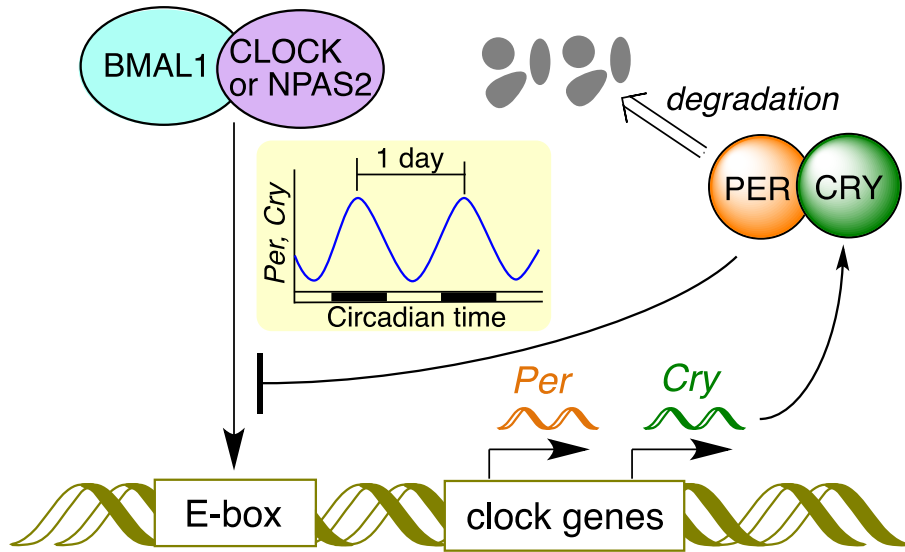 BMAL1
CLOCK
or NPAS2
degradation
PER
CRY
1 day
Per, Cry
Circadian time
Per
Cry
E-box
clock genes